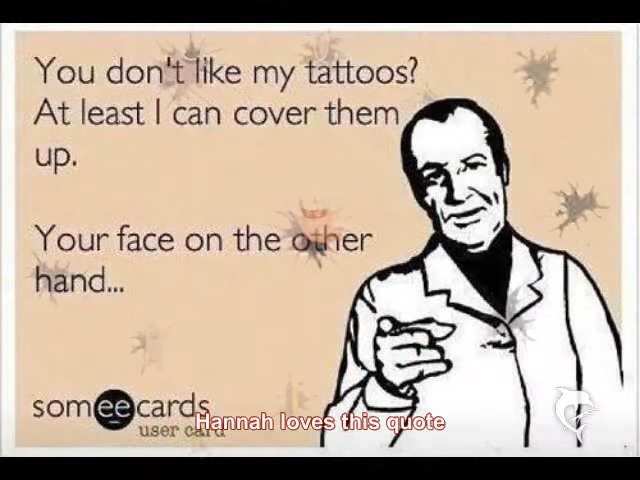 You don't like my tattoos?
At least I can cover them
up.
Your face on the other
hand...
someecards
user card
Hannah loves this quote